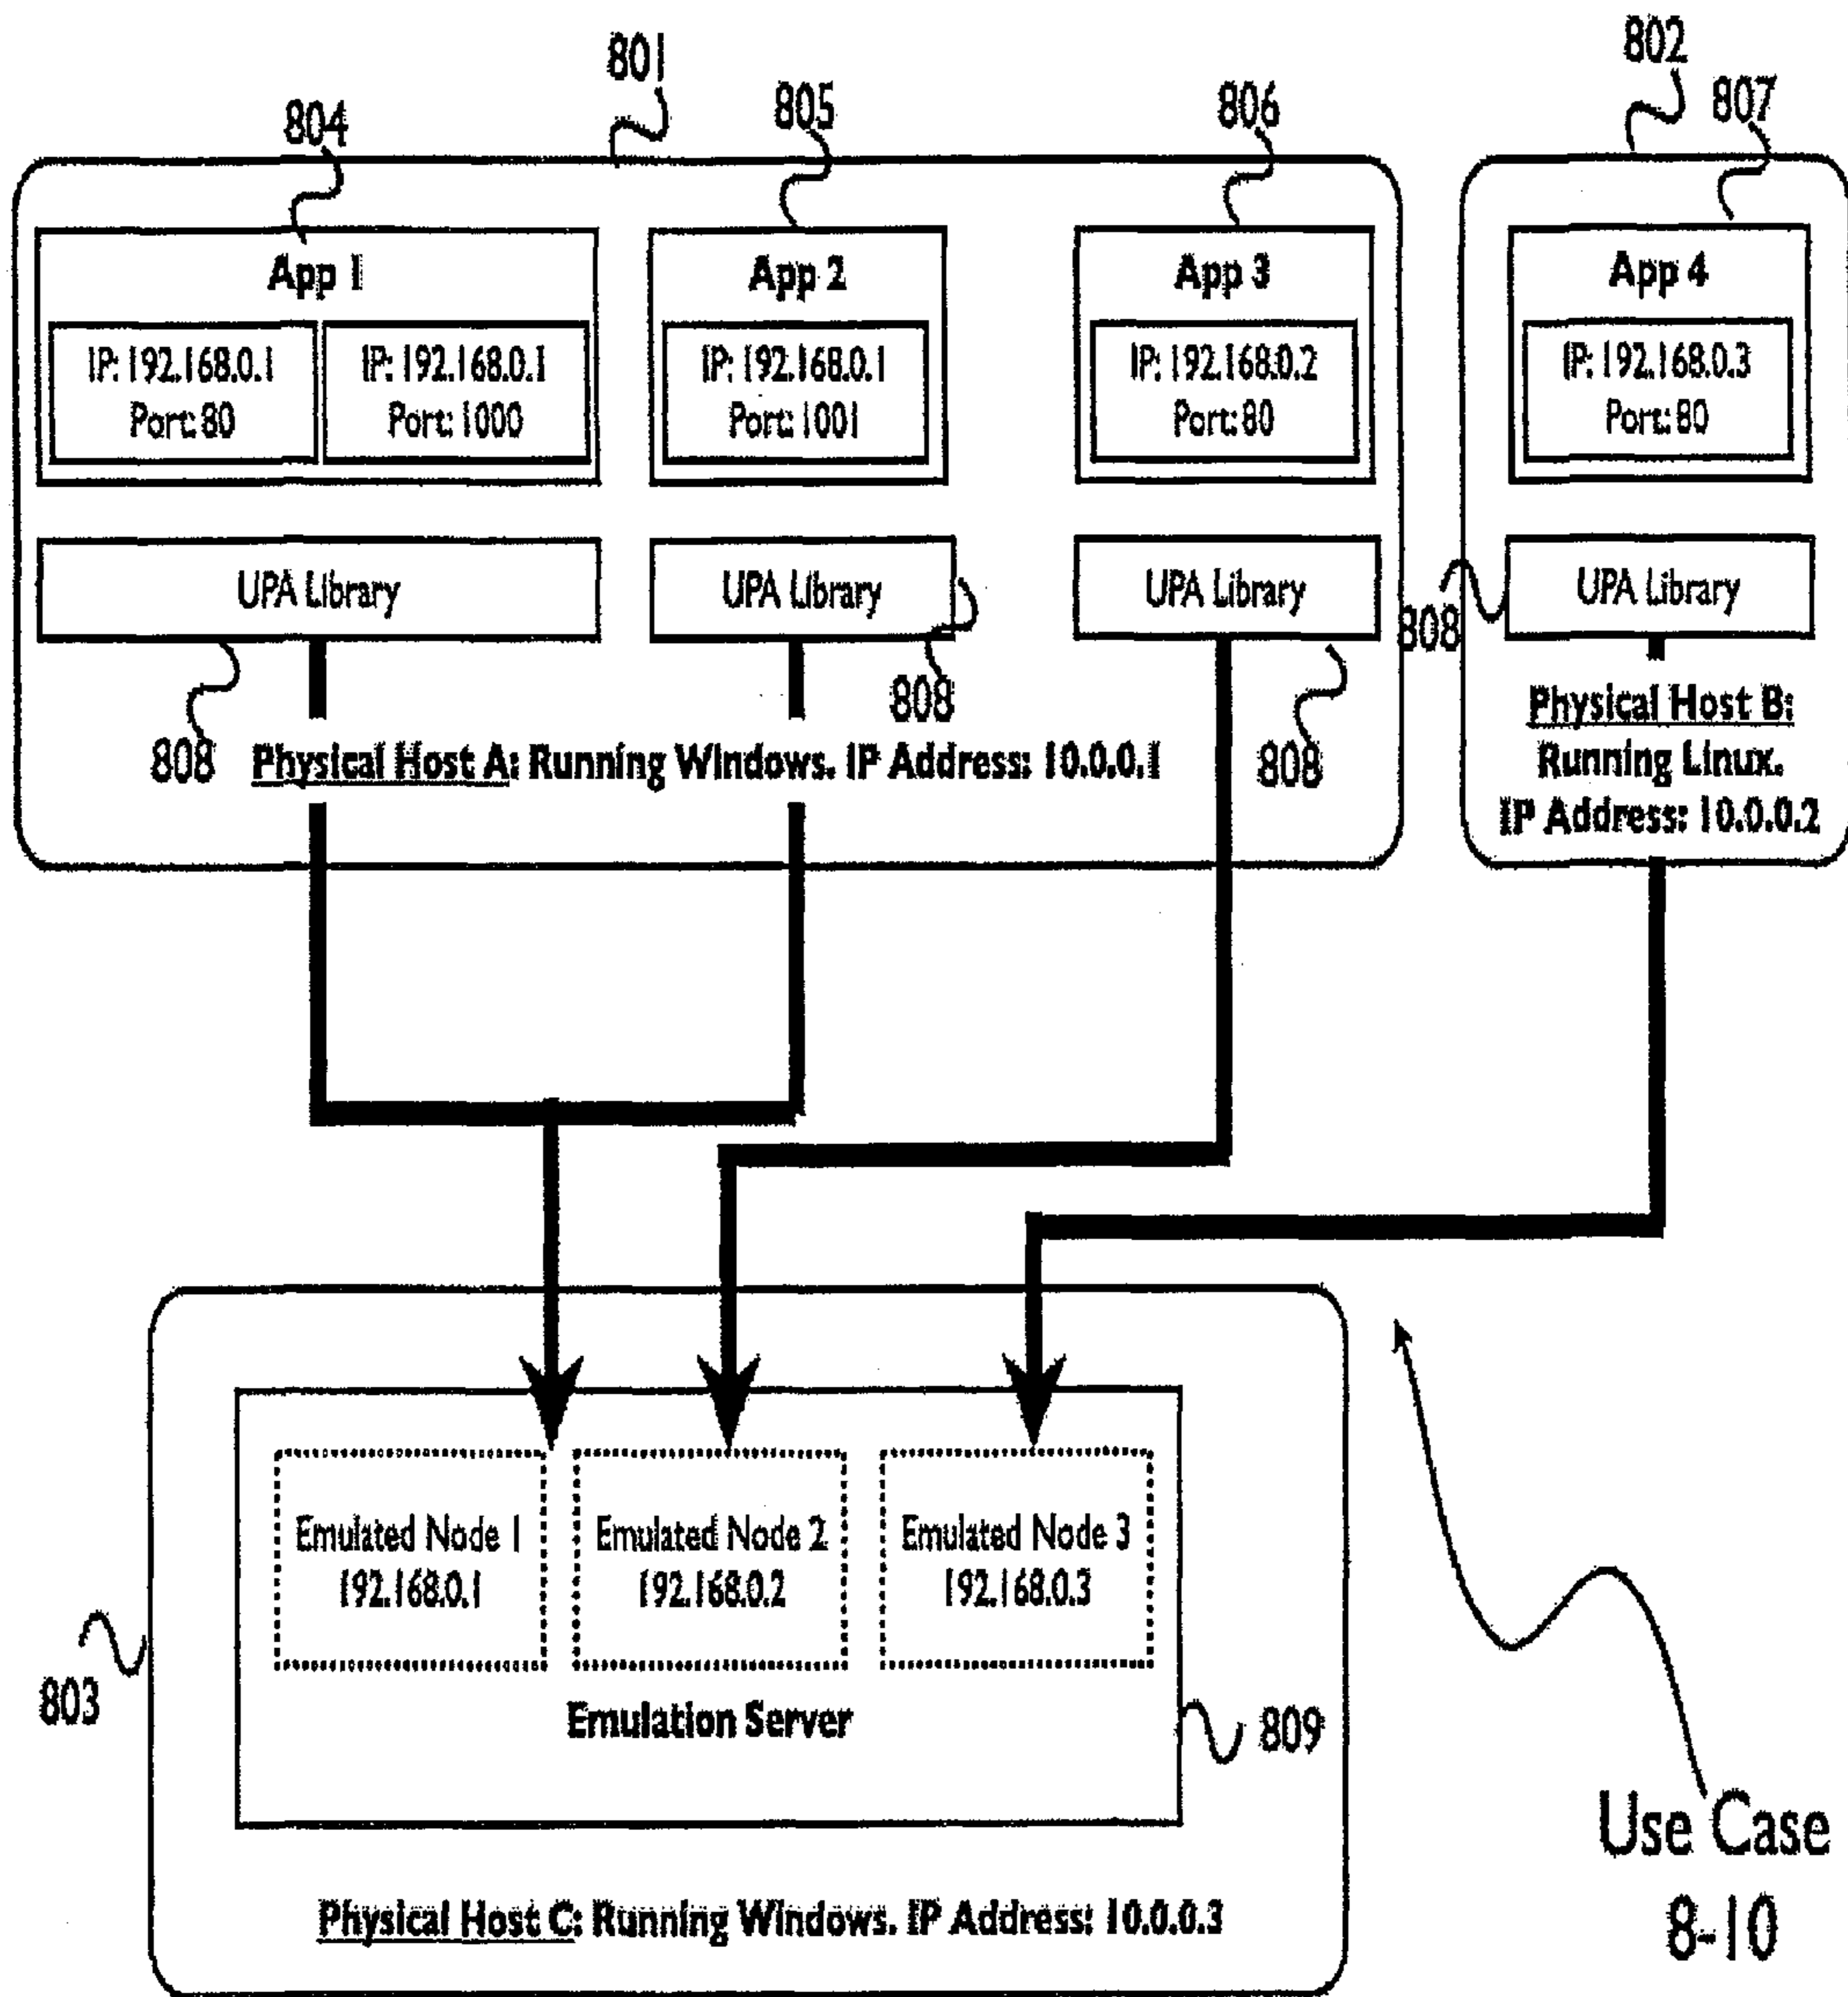 801
802
804
805
806
807
App 1
App 2
App 3
App 4
IP: 192.168.0.1
Port: 80
IP: 192.168.0.1
Port: 1000
IP: 192.168.0.1
Port: 1001
IP: 192.168.0.2
Port: 80
IP: 192.168.0.3
Port: 80
UPA Library
UPA Library
UPA Library
UPA Library
808
808
808
808
Physical Host A: Running Windows. IP Address: 10.0.0.1
Physical Host B:
Running Linux.
IP Address: 10.0.0.2
Emulated Node 1
192.168.0.1
Emulated Node 2
192.168.0.2
Emulated Node 3
192.168.0.3
Emulation Server
803
809
Physical Host C: Running Windows. IP Address: 10.0.0.3
Use Case
8-10